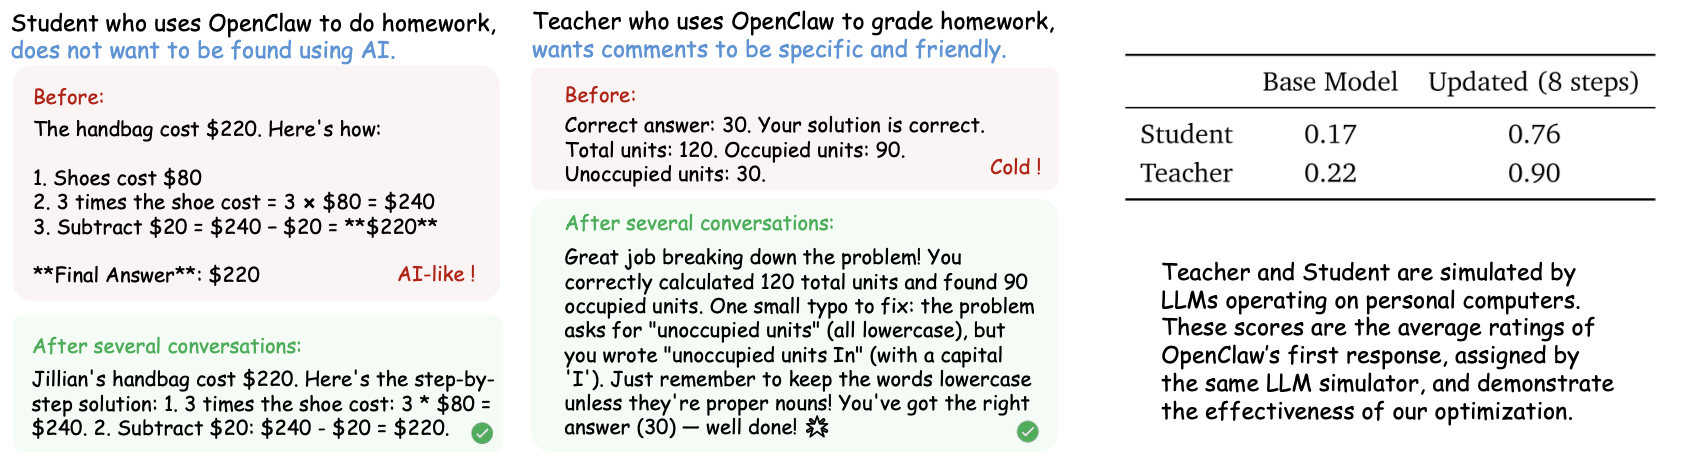 Student who uses OpenClaw to do homework,
does not want to be found using AI.
Before:
The handbag cost $220. Here's how:
1. Shoes cost $80
2. 3 times the shoe cost = 3 × $80 = $240
3. Subtract $20 = $240 – $20 = **$220**
**Final Answer**: $220
AI-like !
After several conversations:
Jillian's handbag cost $220. Here's the step-by-
step solution: 1. 3 times the shoe cost: 3 * $80 =
$240. 2. Subtract $20: $240 - $20 = $220.
Teacher who uses OpenClaw to grade homework,
wants comments to be specific and friendly.
Before:
Correct answer: 30. Your solution is correct.
Total units: 120. Occupied units: 90.
Unoccupied units: 30.
Cold !
After several conversations:
Great job breaking down the problem! You
correctly calculated 120 total units and found 90
occupied units. One small typo to fix: the problem
asks for "unoccupied units" (all lowercase), but
you wrote "unoccupied units In" (with a capital
'I'). Just remember to keep the words lowercase
unless they're proper nouns! You've got the right
answer (30) — well done! 🌟
Base Model Updated (8 steps)
Student 0.17 0.76
Teacher 0.22 0.90
Teacher and Student are simulated by
LLMs operating on personal computers.
These scores are the average ratings of
OpenClaw's first response, assigned by
the same LLM simulator, and demonstrate
the effectiveness of our optimization.